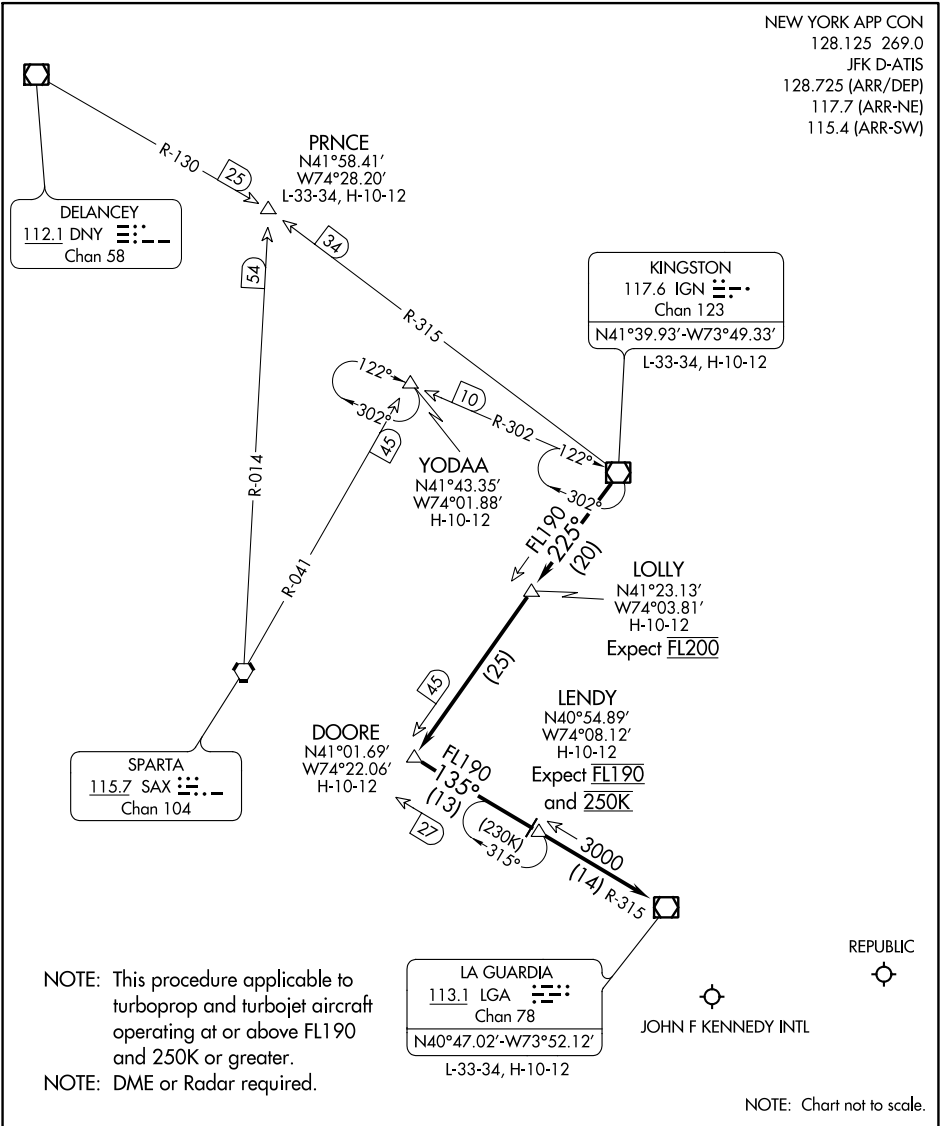 NEW YORK APP CON
128.125 269.0
JFK D-ATIS
128.725 (ARR/DEP)
117.7 (ARR-NE)
115.4 (ARR-SW)
PRNCE
N41°58.41'
W74°28.20'
L-33-34, H-10-12
R-130
25
DELANCEY
112.1 DNY
Chan 58
34
R-315
54
R-014
KINGSTON
117.6 IGN
Chan 123
N41°39.93'-W73°49.33'
L-33-34, H-10-12
122°
302°
10
R-302
122°
302°
45
R-041
YODAA
N41°43.35'
W74°01.88'
H-10-12
FL190
225°
(20)
LOLLY
N41°23.13'
W74°03.81'
H-10-12
Expect FL200
(25)
45
SPARTA
115.7 SAX
Chan 104
DOORE
N41°01.69'
W74°22.06'
H-10-12
LENDY
N40°54.89'
W74°08.12'
H-10-12
Expect FL190
and 250K
FL190
135°
(13)
27
(230K)
315°
3000
(14) R-315
LA GUARDIA
113.1 LGA
Chan 78
N40°47.02'-W73°52.12'
L-33-34, H-10-12
REPUBLIC
JOHN F KENNEDY INTL
NOTE: This procedure applicable to
turboprop and turbojet aircraft
operating at or above FL190
and 250K or greater.
NOTE: DME or Radar required.
NOTE: Chart not to scale.